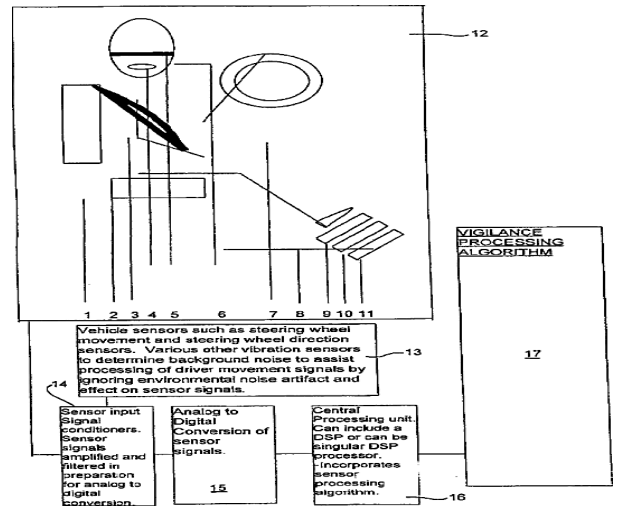 12
VIGILANCE
PROCESSING
ALGORITHM
17
1 2 3 4 5 6 7 8 9 10 11
Vehicle sensors such as steering wheel
movement and steering wheel direction
sensors. Various other vibration sensors
to determine background noise to assist
processing of driver movement signals by
ignoring environmental noise artifact and
effect on sensor signals.
13
14
Sensor input
Signal
conditioners.
Sensor
signals
amplified and
filtered in
preparation
for analog to
digital
conversion.
Analog to
Digital
Conversion of
sensor
signals.
15
Central
Processing unit.
Can include a
DSP or can be
singular DSP
processor.
-Incorporates
sensor
processing
algorithm.
16